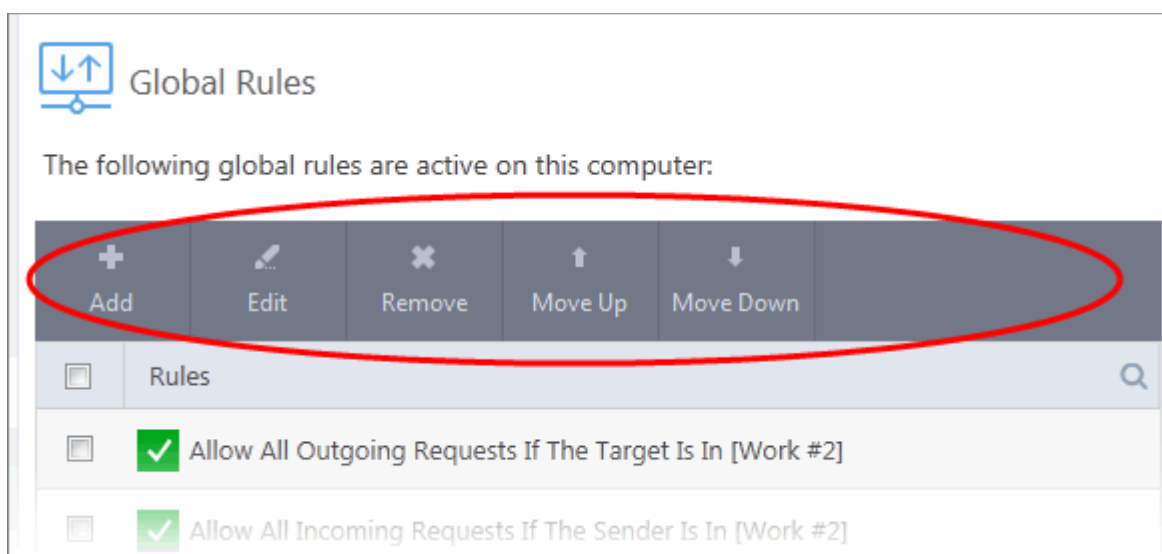 Global Rules
The following global rules are active on this computer:
Add Edit Remove Move Up Move Down
Rules
Allow All Outgoing Requests If The Target Is In [Work #2]
Allow All Incoming Requests If The Sender Is In [Work #2]